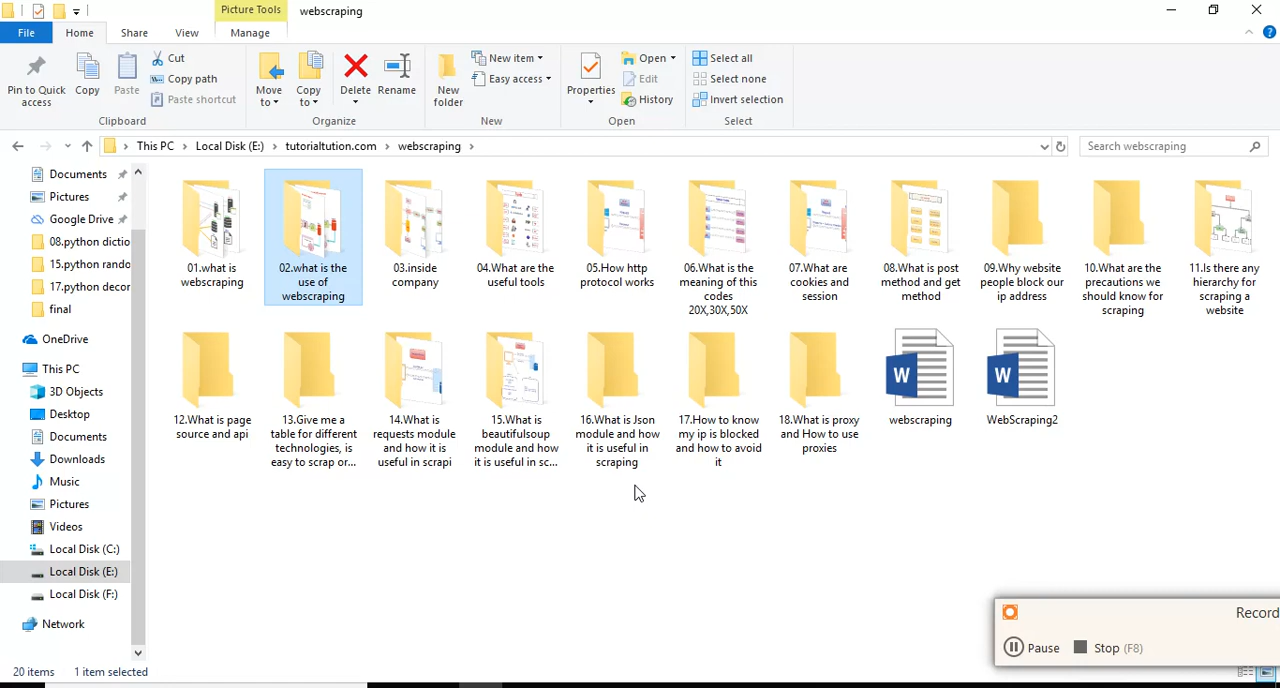 Picture Tools
webscraping
File
Home
Share
View
Manage
Pin to Quick
access
Copy
Paste
Cut
Copy path
Paste shortcut
Clipboard
Move
to
Copy
to
Delete
Rename
Organize
New
folder
New item
Easy access
New
Properties
Open
Edit
History
Open
Select all
Select none
Invert selection
Select
This PC
Local Disk (E:)
tutorialtution.com
webscraping
Search webscraping
Documents
Pictures
Google Drive
08.python dictio
15.python rando
17.python decor
final
OneDrive
This PC
3D Objects
Desktop
Documents
Downloads
Music
Pictures
Videos
Local Disk (C:)
Local Disk (E:)
Local Disk (F:)
Network
01.what is
webscraping
02.what is the
use of
webscraping
03.inside
company
04.What are the
useful tools
05.How http
protocol works
06.What is the
meaning of this
codes
20X,30X,50X
07.What are
cookies and
session
08.What is post
method and get
method
09.Why website
people block our
ip address
10.What are the
precautions we
should know for
scraping
11.Is there any
hierarchy for
scraping a
website
12.What is page
source and api
13.Give me a
table for different
technologies, is
easy to scrap or...
14.What is
requests module
and how it is
useful in scrapi
15.What is
beautifulsoup
module and how
it is useful in sc...
16.What is Json
module and how
it is useful in
scraping
17.How to know
my ip is blocked
and how to avoid
it
18.What is proxy
and How to use
proxies
W
webscraping
W
WebScraping2
Record
Pause
Stop (F8)
20 items
1 item selected